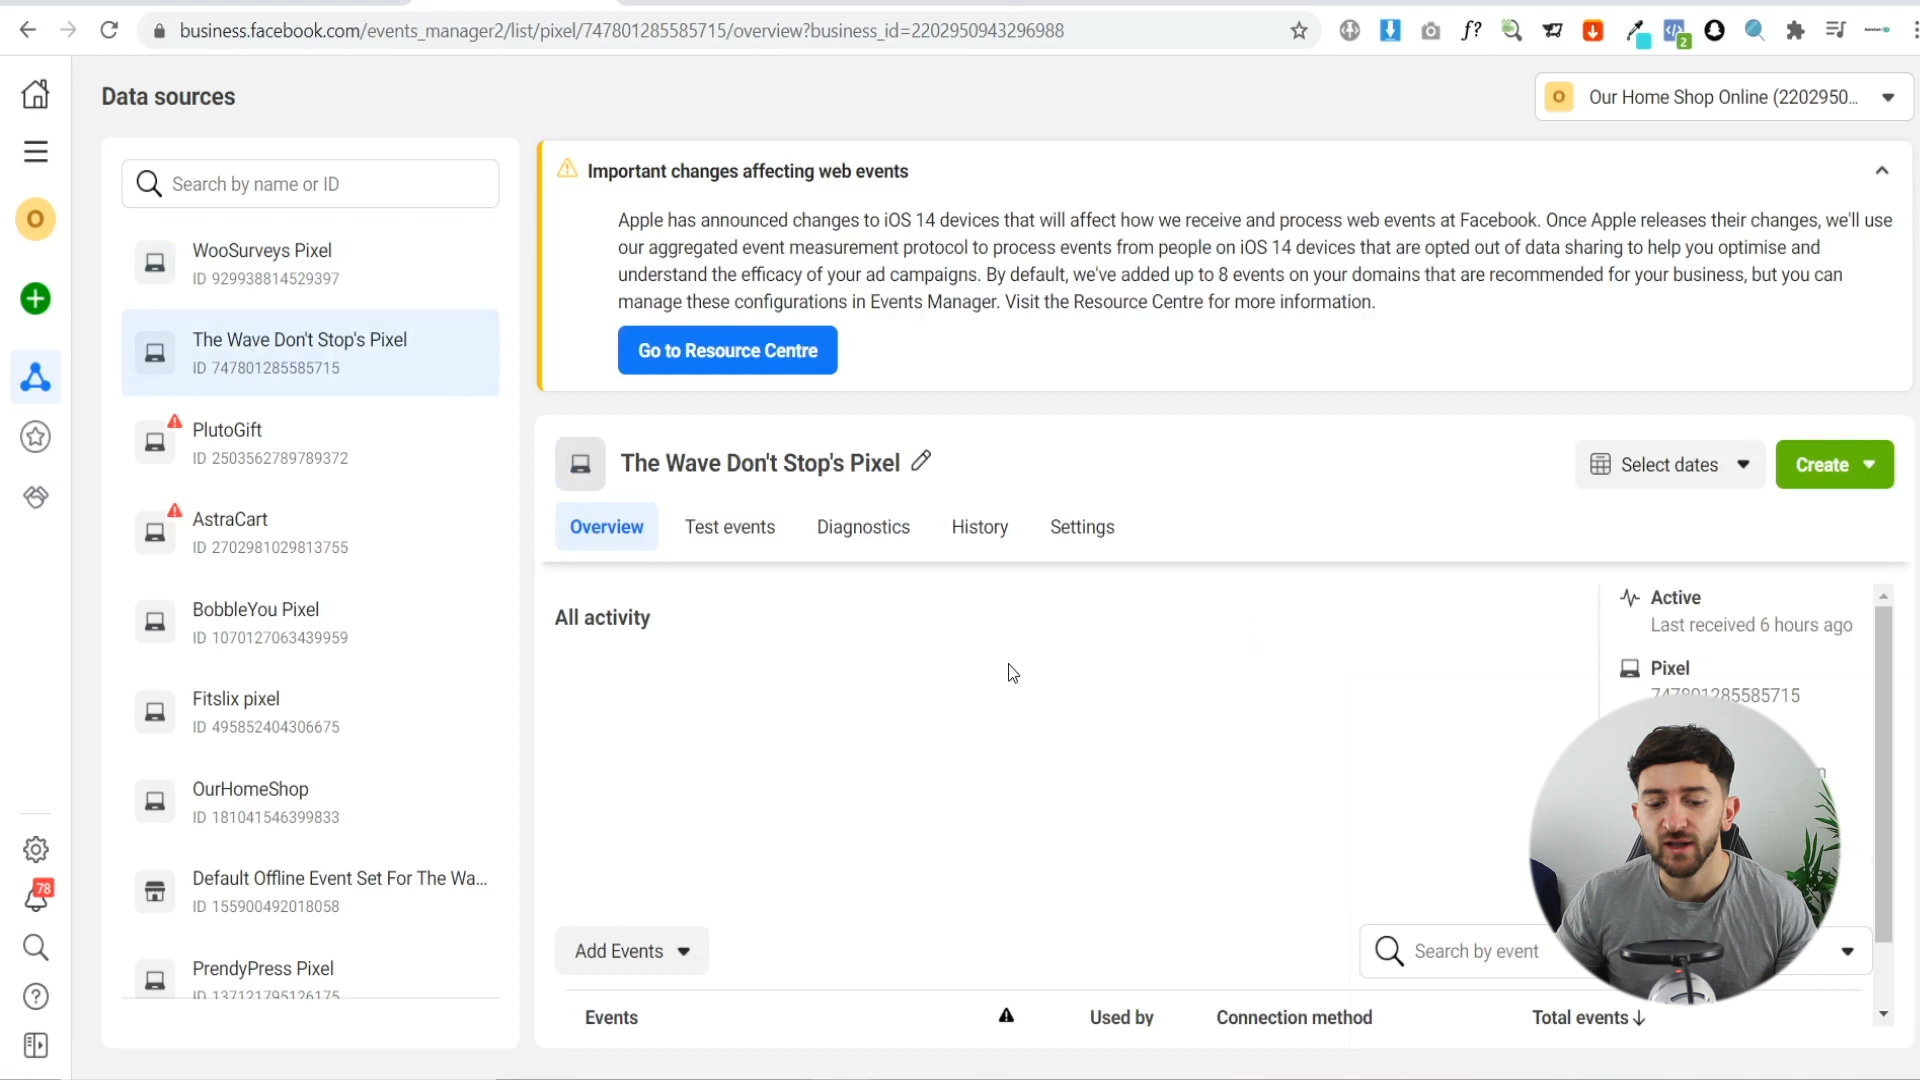 business.facebook.com/events_manager2/list/pixel/747801285585715/overview?business_id=2202950943296988
f?
2
Data sources
O
Our Home Shop Online (2202950...
O
Search by name or ID
WooSurveys Pixel
ID 929938814529397
The Wave Don't Stop's Pixel
ID 747801285585715
PlutoGift
ID 2503562789789372
AstraCart
ID 2702981029813755
BobbleYou Pixel
ID 1070127063439959
Fitslix pixel
ID 495852404306675
OurHomeShop
ID 181041546399833
Default Offline Event Set For The Wa...
ID 155900492018058
PrendyPress Pixel
ID 137121795126175
78
Important changes affecting web events
Apple has announced changes to iOS 14 devices that will affect how we receive and process web events at Facebook. Once Apple releases their changes, we'll use
our aggregated event measurement protocol to process events from people on iOS 14 devices that are opted out of data sharing to help you optimise and
understand the efficacy of your ad campaigns. By default, we've added up to 8 events on your domains that are recommended for your business, but you can
manage these configurations in Events Manager. Visit the Resource Centre for more information.
Go to Resource Centre
The Wave Don't Stop's Pixel
Select dates
Create
Overview Test events Diagnostics History Settings
All activity
Active
Last received 6 hours ago
Pixel
747801285585715
Add Events
Search by event
Events Used by Connection method Total events